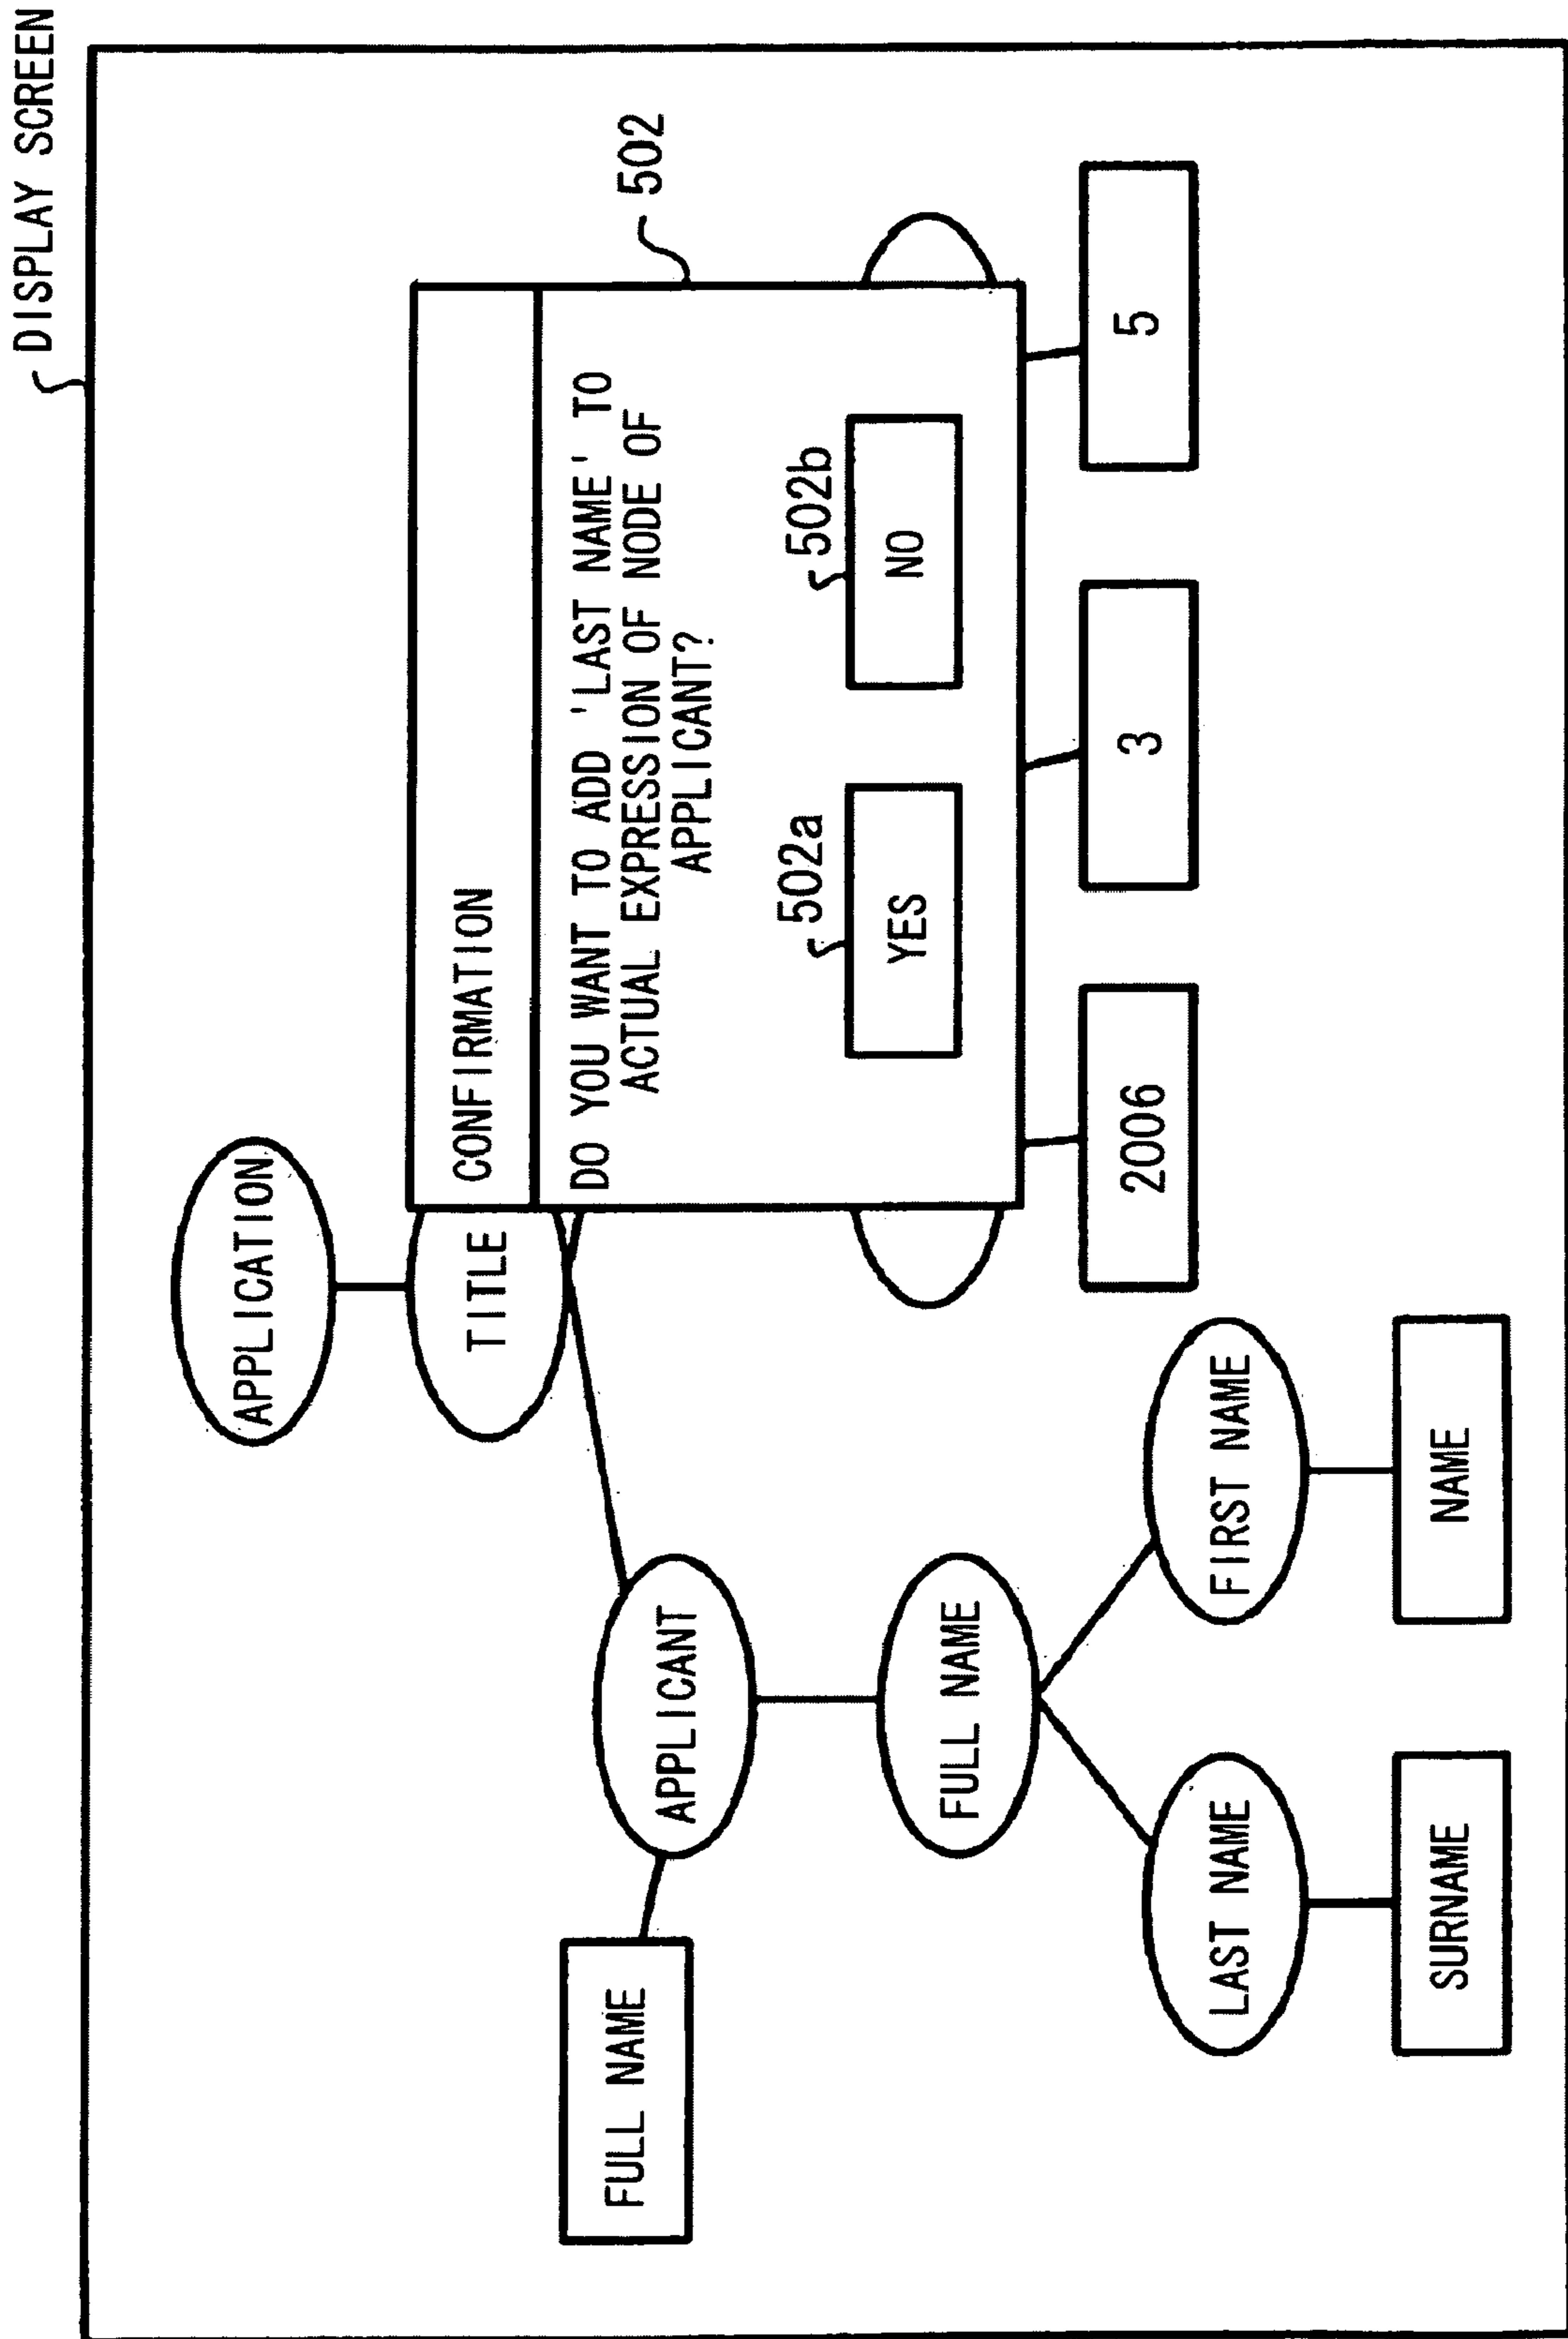 DISPLAY SCREEN
APPLICATION
TITLE
CONFIRMATION
502
DO YOU WANT TO ADD 'LAST NAME' TO
ACTUAL EXPRESSION OF NODE OF
APPLICANT?
502a
502b
YES
NO
FULL NAME
APPLICANT
FULL NAME
2006
3
5
LAST NAME
FIRST NAME
SURNAME
NAME